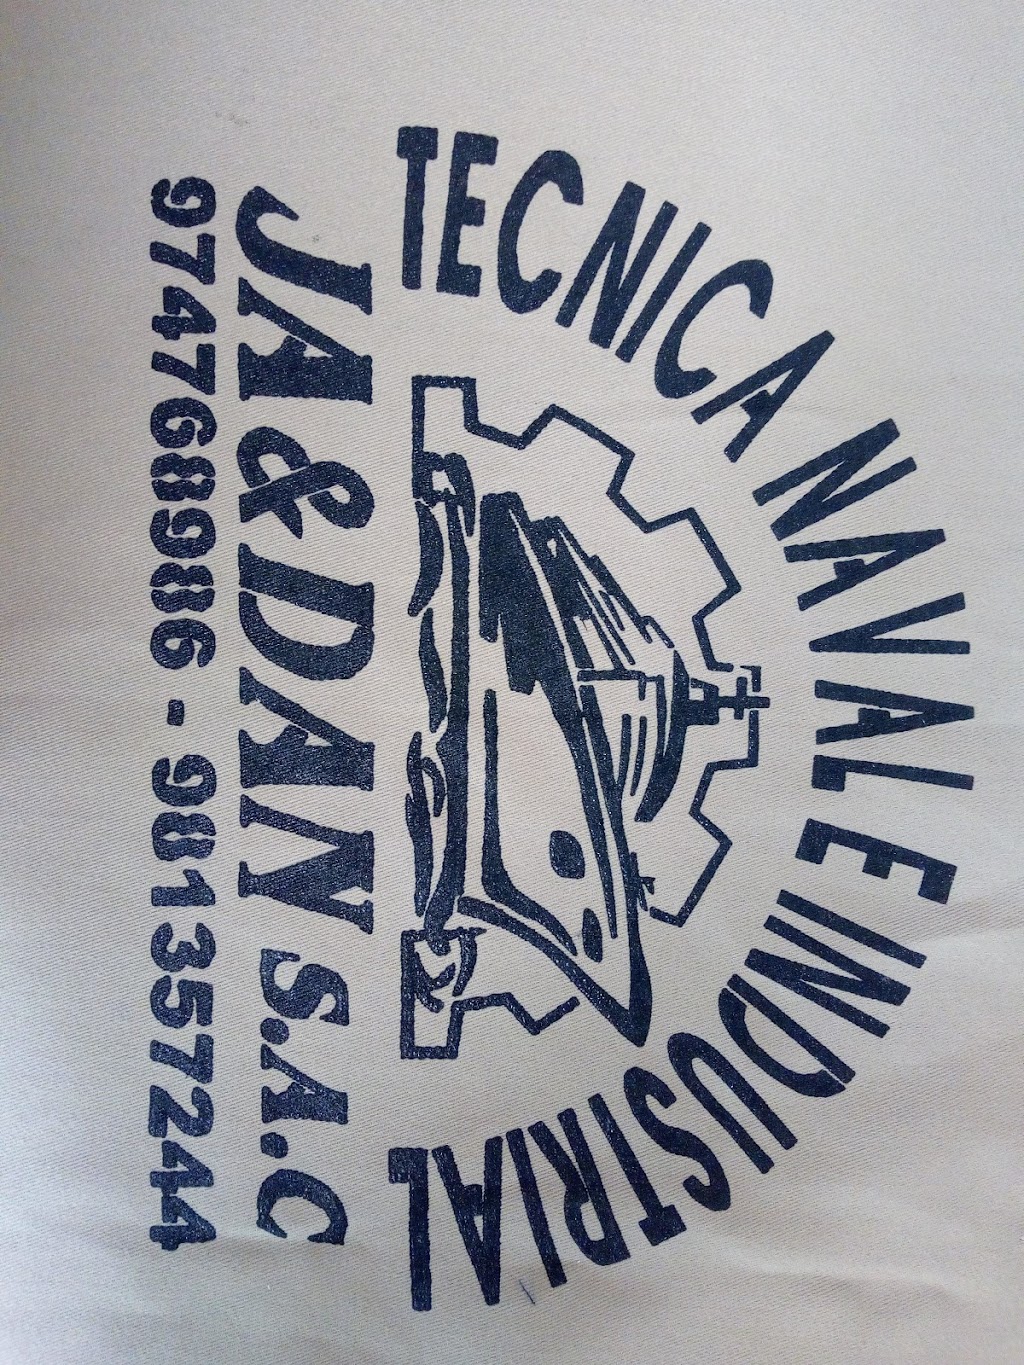 TECNICA NAVAL E INDUSTRIAL
JA & DAN S.A.C
974768986 - 981357244